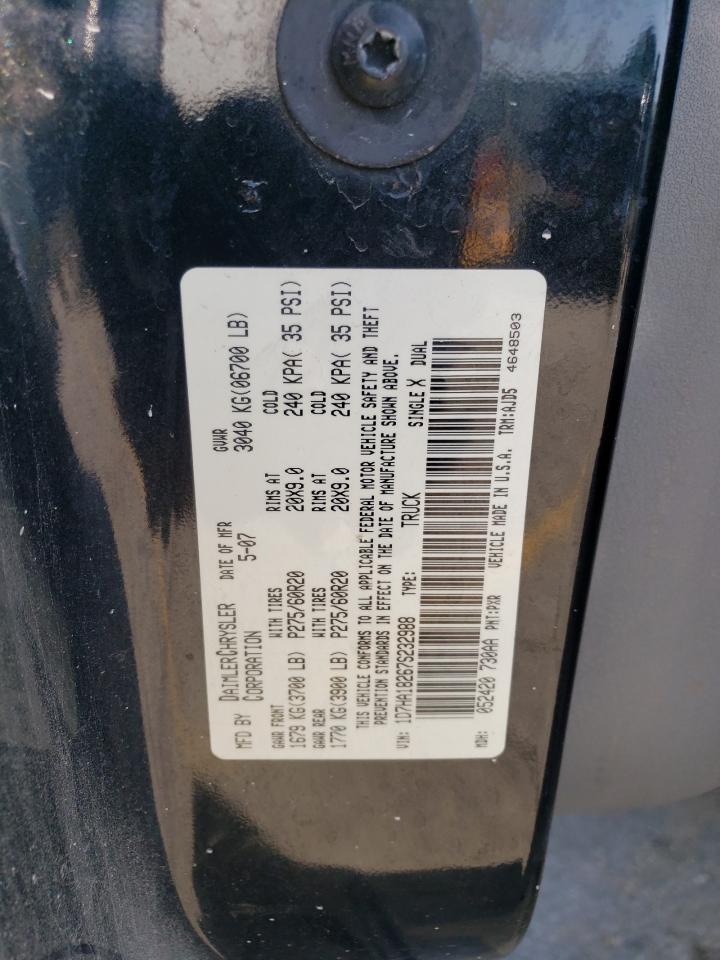 MFD BY DAIMLERCHRYSLER CORPORATION DATE OF MFR 5-07 GVWR 3040 KG(06700 LB)
GAWR FRONT WITH TIRES RIMS AT COLD
1679 KG(3700 LB) P275/60R20 20X9.0 240 KPA( 35 PSI)
GAWR REAR WITH TIRES RIMS AT COLD
1770 KG(3900 LB) P275/60R20 20X9.0 240 KPA( 35 PSI)
THIS VEHICLE CONFORMS TO ALL APPLICABLE FEDERAL MOTOR VEHICLE SAFETY AND THEFT
PREVENTION STANDARDS IN EFFECT ON THE DATE OF MANUFACTURE SHOWN ABOVE.
VIN: 1D7HA18267S232988 TYPE: TRUCK SINGLE X DUAL
MDH: 052420 730AA PNT:PXR VEHICLE MADE IN U.S.A. TRM:AJD5 4648503